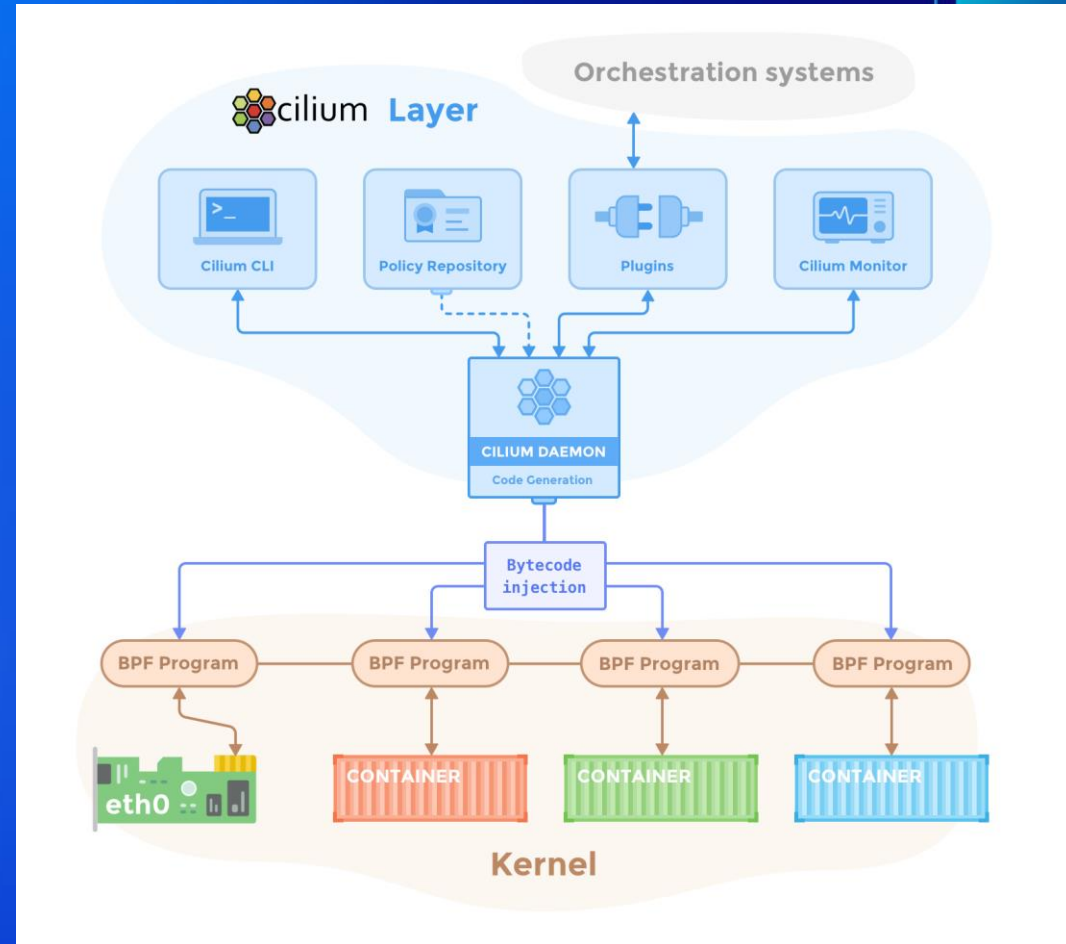 Orchestration systems
cilium Layer
>_
Cilium CLI
Policy Repository
Plugins
Cilium Monitor
CILIUM DAEMON
Code Generation
Bytecode
injection
BPF Program
BPF Program
BPF Program
BPF Program
eth0
CONTAINER
CONTAINER
CONTAINER
Kernel